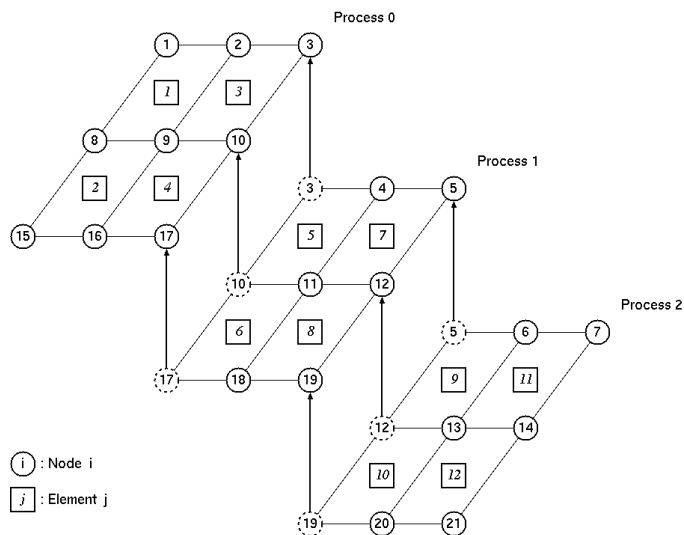 Process 0
1 2 3
1 3
8 9 10
2 4
15 16 17
Process 1
3 4 5
5 7
10 11 12
6 8
17 18 19
Process 2
5 6 7
9 11
12 13 14
10 12
19 20 21
i : Node i
j : Element j